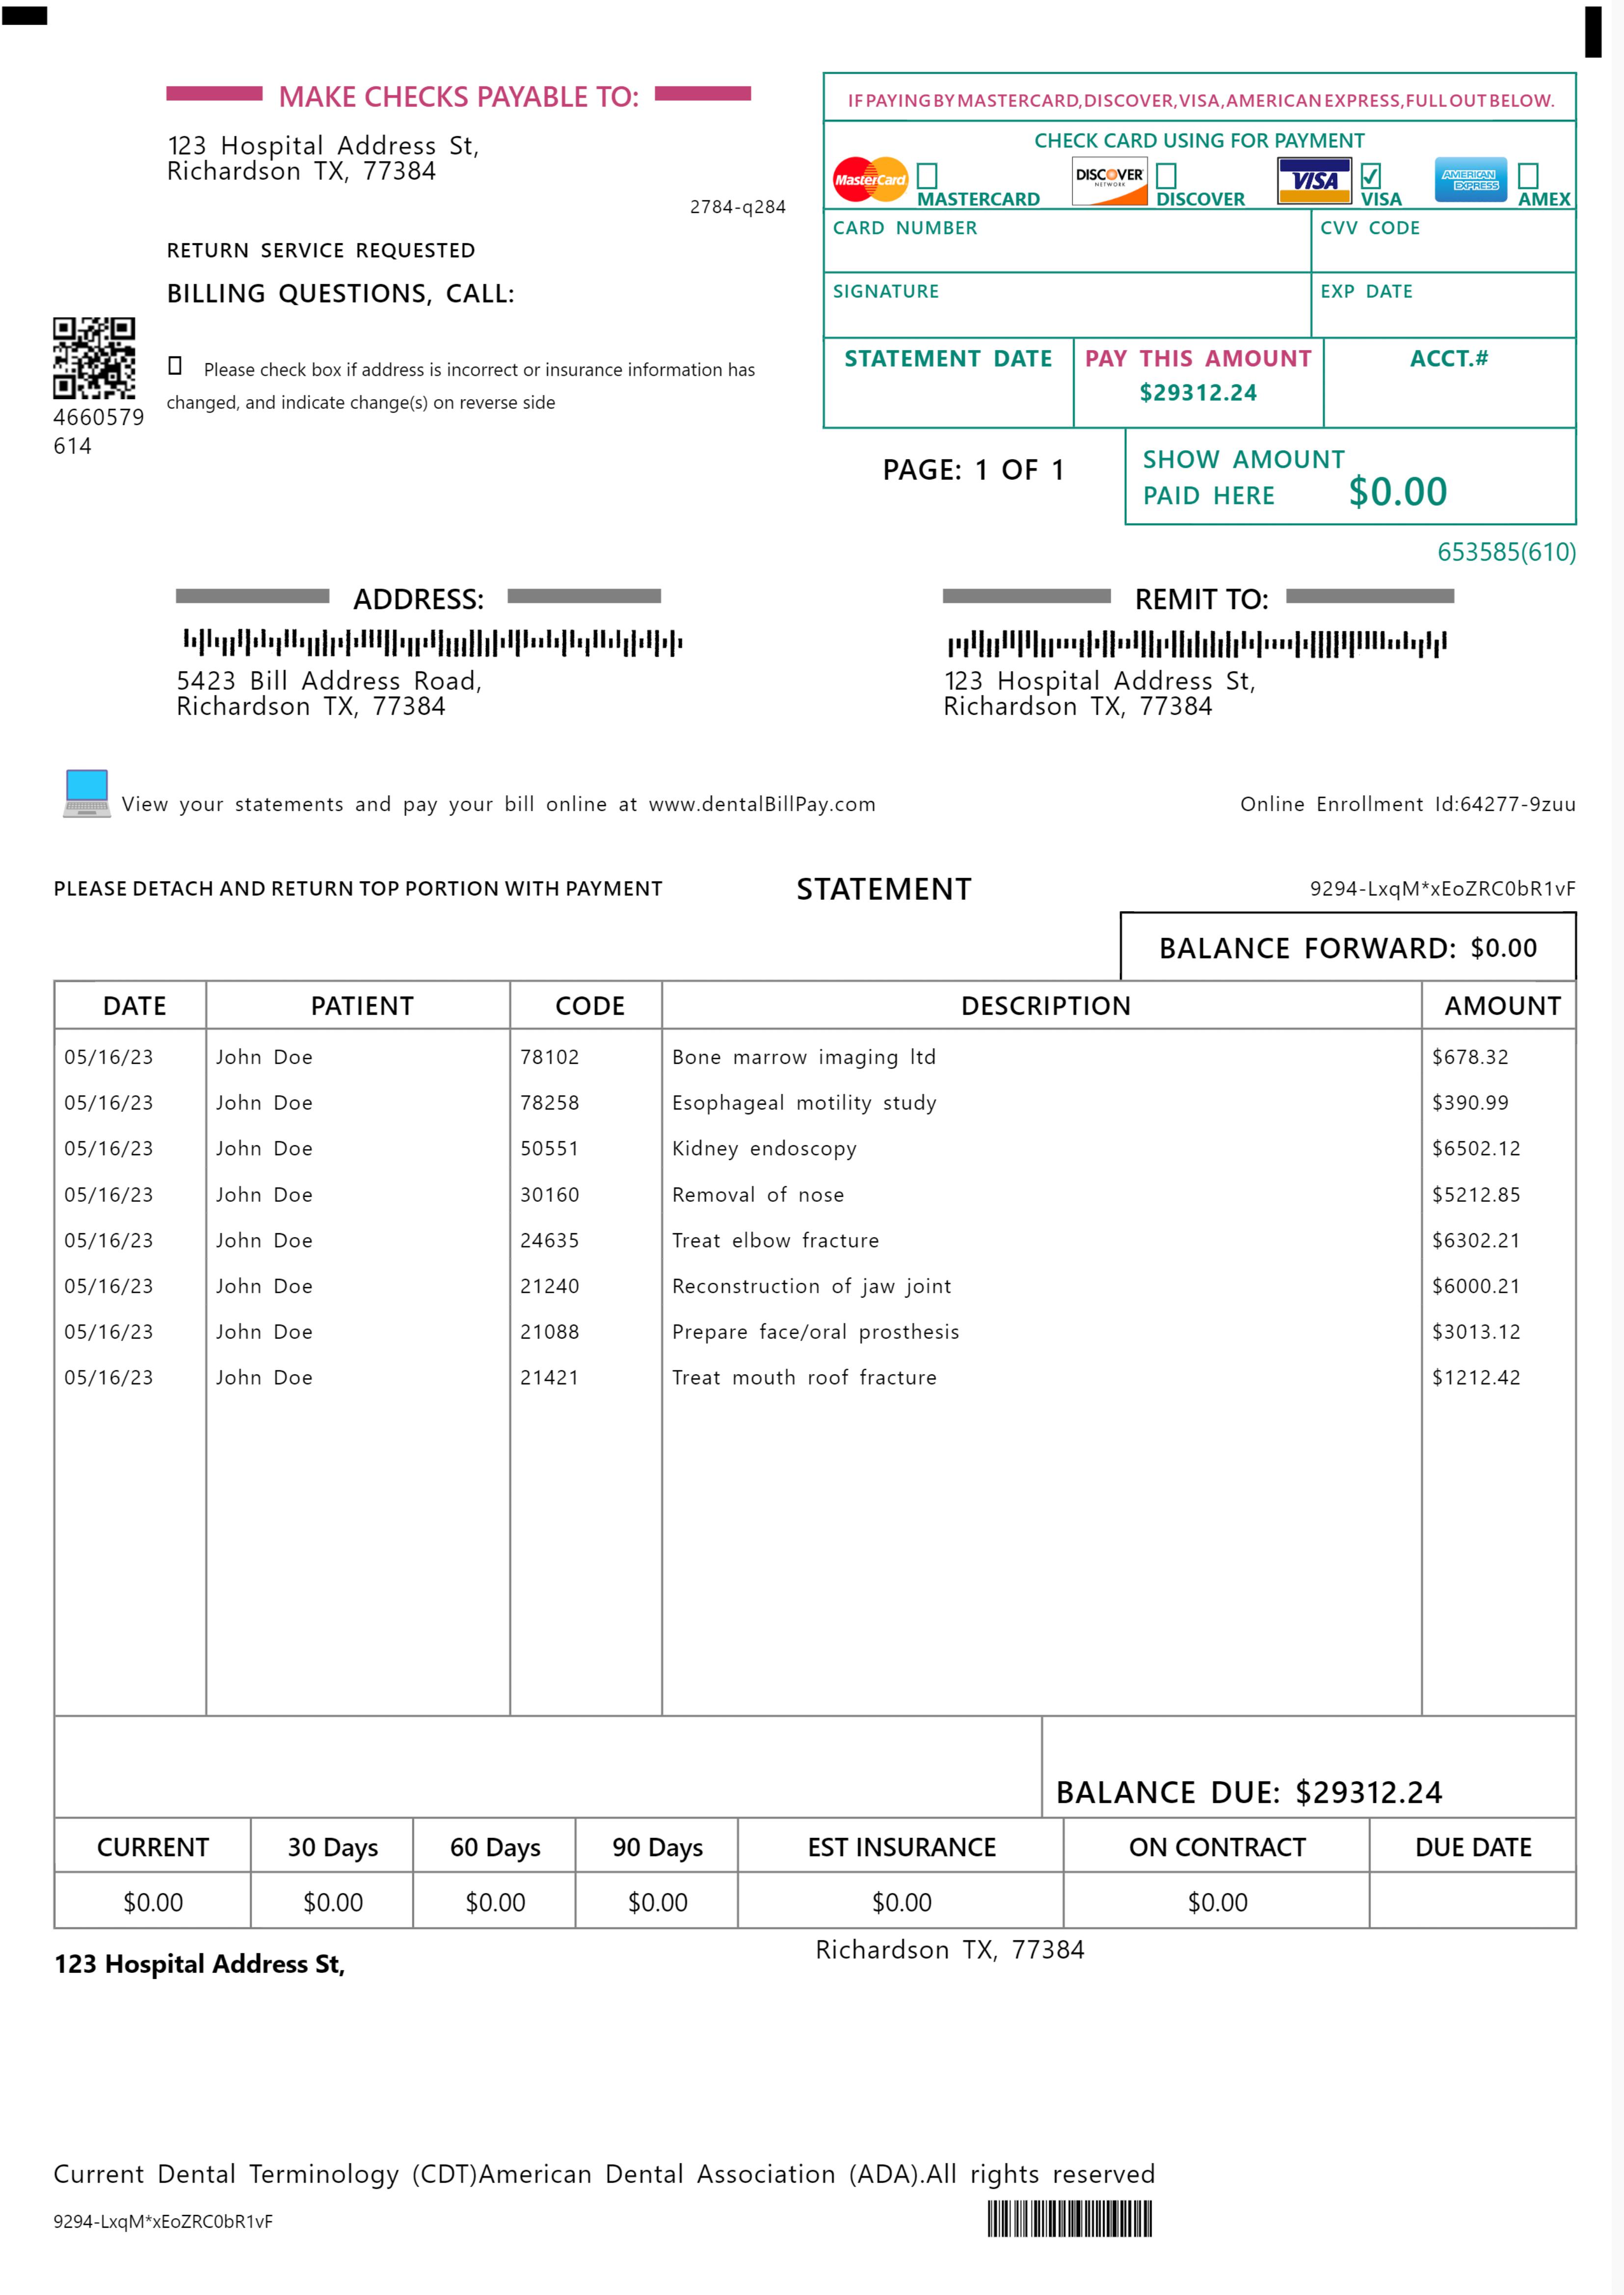 MAKE CHECKS PAYABLE TO:
123 Hospital Address St,
Richardson TX, 77384
2784-q284
RETURN SERVICE REQUESTED
BILLING QUESTIONS, CALL:
4660579
614
Please check box if address is incorrect or insurance information has
changed, and indicate change(s) on reverse side
IF PAYING BY MASTERCARD, DISCOVER, VISA, AMERICAN EXPRESS, FULL OUT BELOW.
CHECK CARD USING FOR PAYMENT
MasterCard
MASTERCARD
DISCOVER
NETWORK
DISCOVER
VISA
VISA
AMERICAN
EXPRESS
AMEX
CARD NUMBER
CVV CODE
SIGNATURE
EXP DATE
STATEMENT DATE
PAY THIS AMOUNT
$29312.24
ACCT.#
PAGE: 1 OF 1
SHOW AMOUNT
PAID HERE $0.00
653585(610)
ADDRESS:
5423 Bill Address Road,
Richardson TX, 77384
REMIT TO:
123 Hospital Address St,
Richardson TX, 77384
View your statements and pay your bill online at www.dentalBillPay.com
Online Enrollment Id:64277-9zuu
PLEASE DETACH AND RETURN TOP PORTION WITH PAYMENT
STATEMENT
9294-LxqM*xEoZRC0bR1vF
BALANCE FORWARD: $0.00
DATE PATIENT CODE DESCRIPTION AMOUNT
05/16/23 John Doe 78102 Bone marrow imaging ltd $678.32
05/16/23 John Doe 78258 Esophageal motility study $390.99
05/16/23 John Doe 50551 Kidney endoscopy $6502.12
05/16/23 John Doe 30160 Removal of nose $5212.85
05/16/23 John Doe 24635 Treat elbow fracture $6302.21
05/16/23 John Doe 21240 Reconstruction of jaw joint $6000.21
05/16/23 John Doe 21088 Prepare face/oral prosthesis $3013.12
05/16/23 John Doe 21421 Treat mouth roof fracture $1212.42
BALANCE DUE: $29312.24
CURRENT 30 Days 60 Days 90 Days EST INSURANCE ON CONTRACT DUE DATE
$0.00 $0.00 $0.00 $0.00 $0.00 $0.00
123 Hospital Address St,
Richardson TX, 77384
Current Dental Terminology (CDT)American Dental Association (ADA).All rights reserved
9294-LxqM*xEoZRC0bR1vF